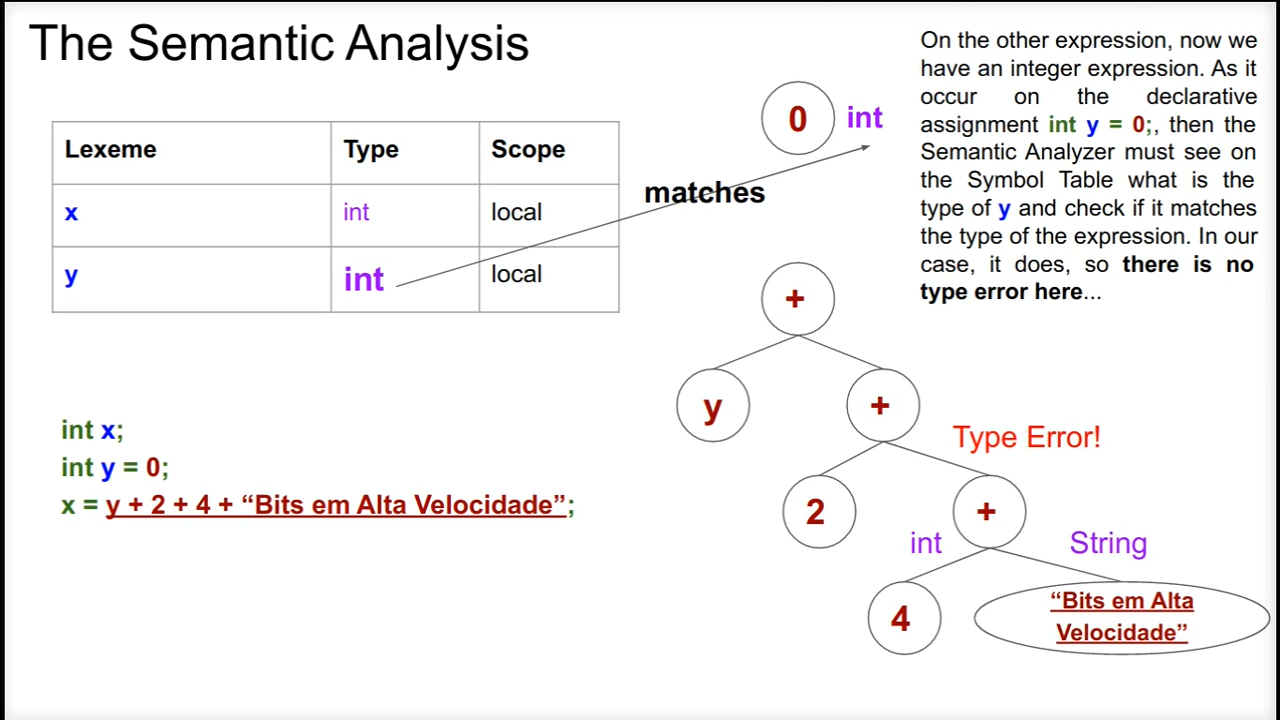 The Semantic Analysis
On the other expression, now we
have an integer expression. As it
occur on the declarative
assignment int y = 0;, then the
Semantic Analyzer must see on
the Symbol Table what is the
type of y and check if it matches
the type of the expression. In our
case, it does, so there is no
type error here...
Lexeme Type Scope
x int local
y int local
matches
0 int
+
y +
Type Error!
2 +
int String
4 “Bits em Alta
Velocidade”
int x;
int y = 0;
x = y + 2 + 4 + “Bits em Alta Velocidade”;